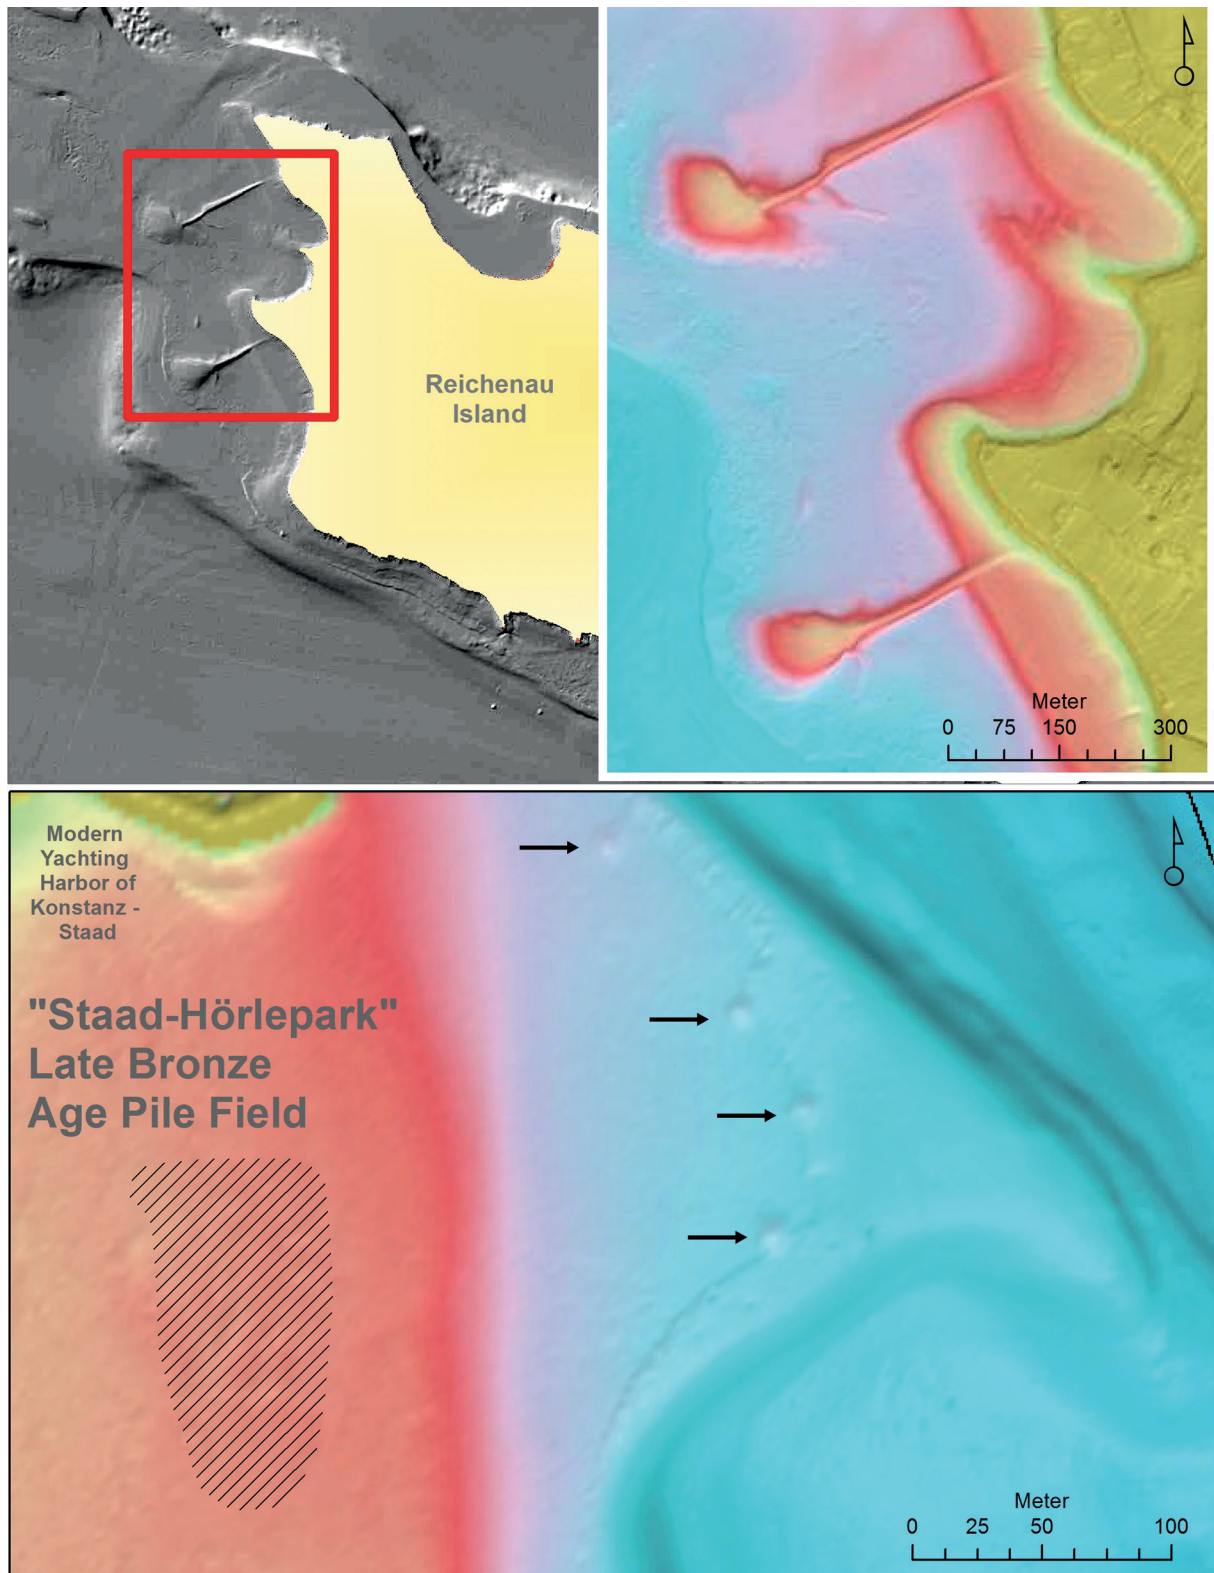 Reichenau
Island
Meter
0 75 150 300
Modern
Yachting
Harbor of
Konstanz -
Staad
"Staad-Hörlepark"
Late Bronze
Age Pile Field
Meter
0 25 50 100